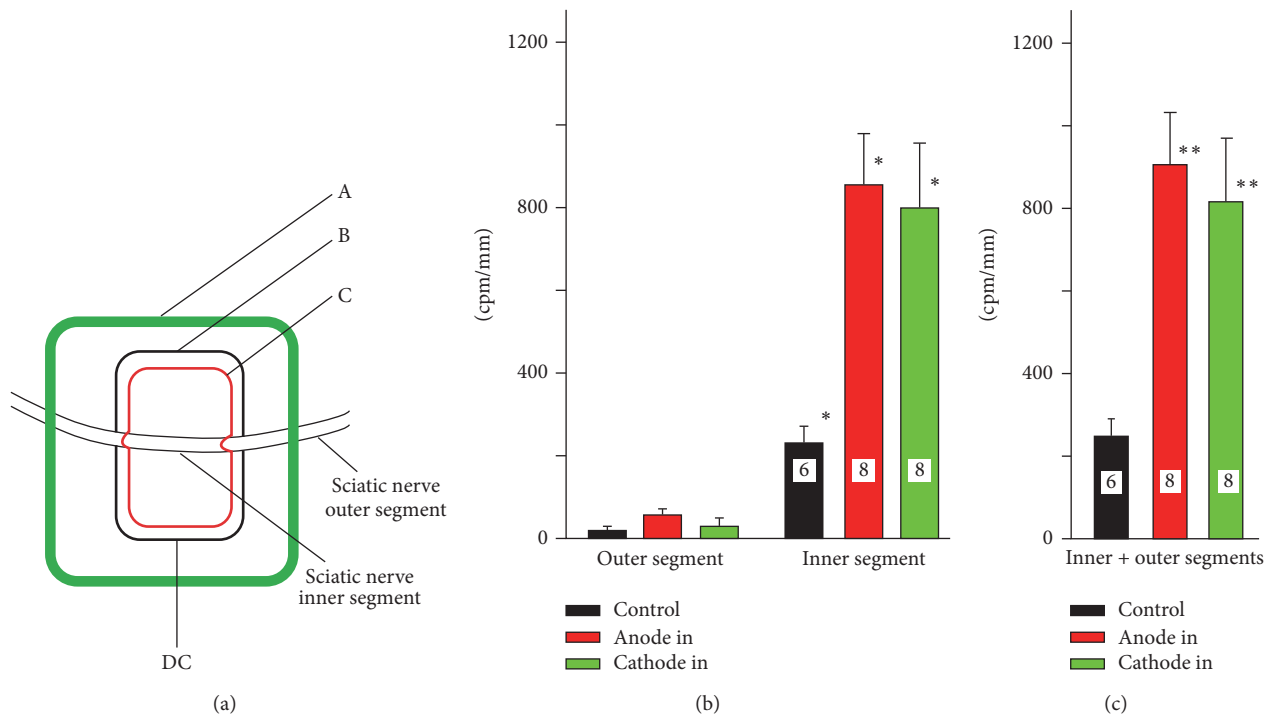 A
B
C
Sciatic nerve
outer segment
Sciatic nerve
inner segment
DC
(a)
1200
800
400
0
(cpm/mm)
*
*
*
6
8
8
Outer segment
Inner segment
Control
Anode in
Cathode in
(b)
1200
800
400
0
(cpm/mm)
**
**
6
8
8
Inner + outer segments
Control
Anode in
Cathode in
(c)